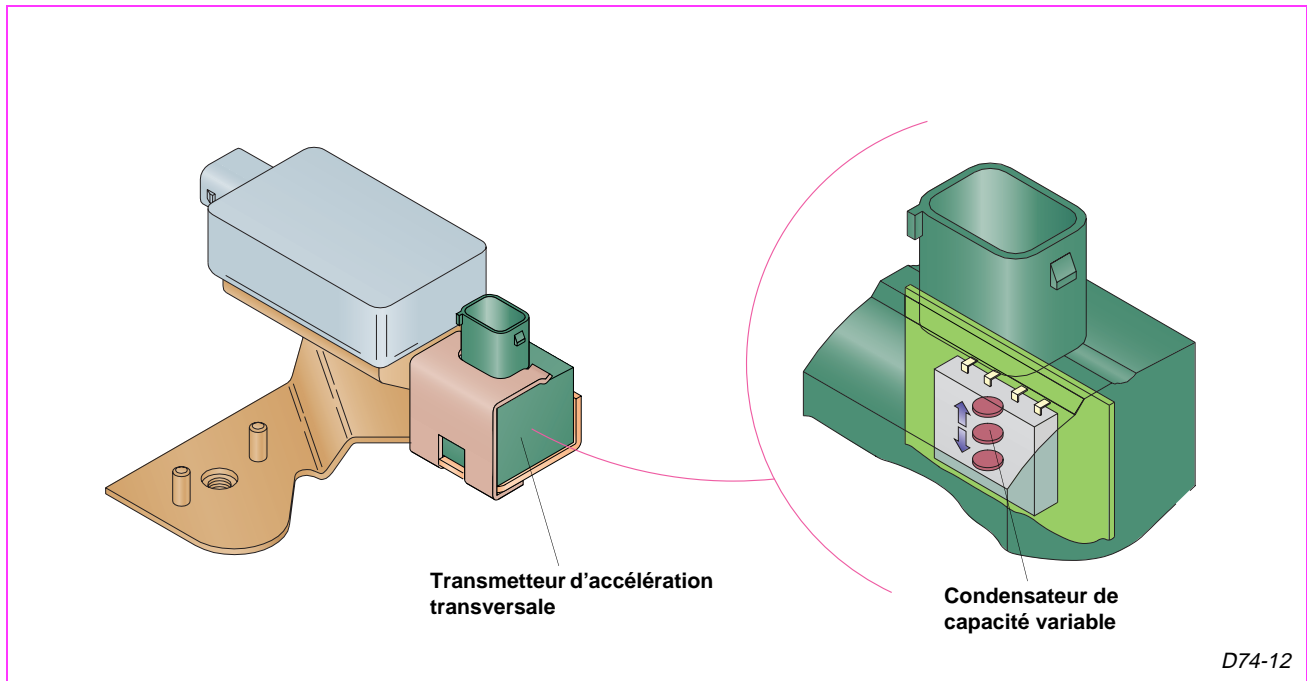 Transmetteur d’accélération
transversale
Condensateur de
capacité variable
D74-12